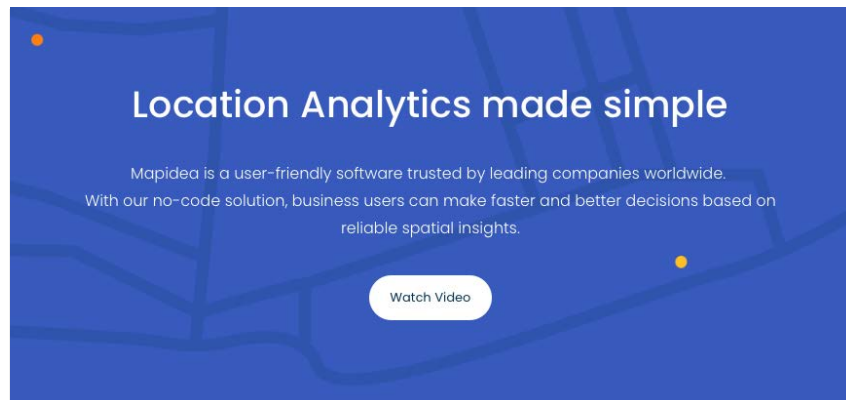 Location Analytics made simple
Mapidea is a user-friendly software trusted by leading companies worldwide.
With our no-code solution, business users can make faster and better decisions based on
reliable spatial insights.
Watch Video